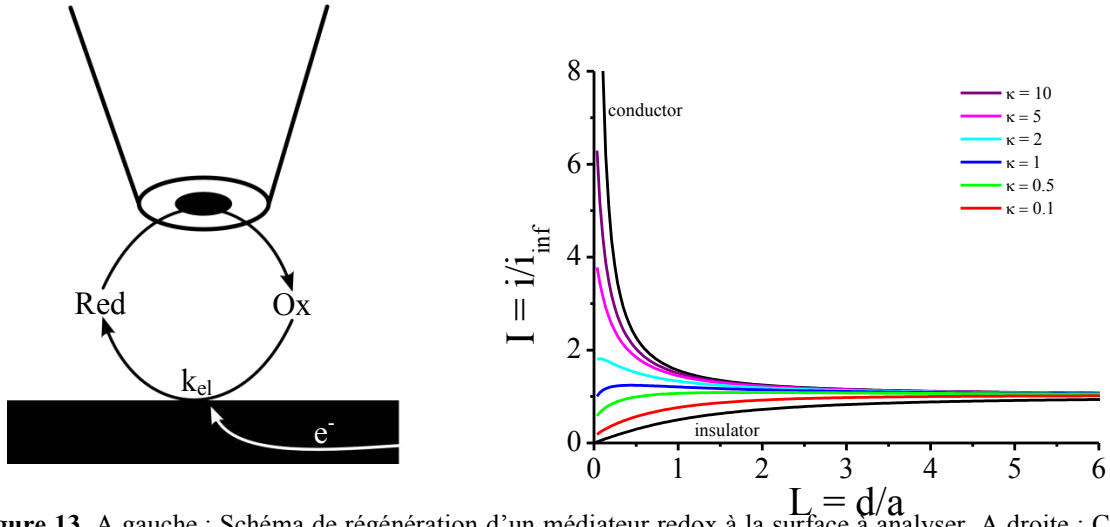 Red
Ox
k_el
e^-
I = i/i_inf
8
6
4
2
0
conductor
insulator
κ = 10
κ = 5
κ = 2
κ = 1
κ = 0.5
κ = 0.1
0 1 2 3 4 5 6
L = d/a
13. A gauche : Schéma de régénération d'un médiateur redox à la surface à analyser. A droite :